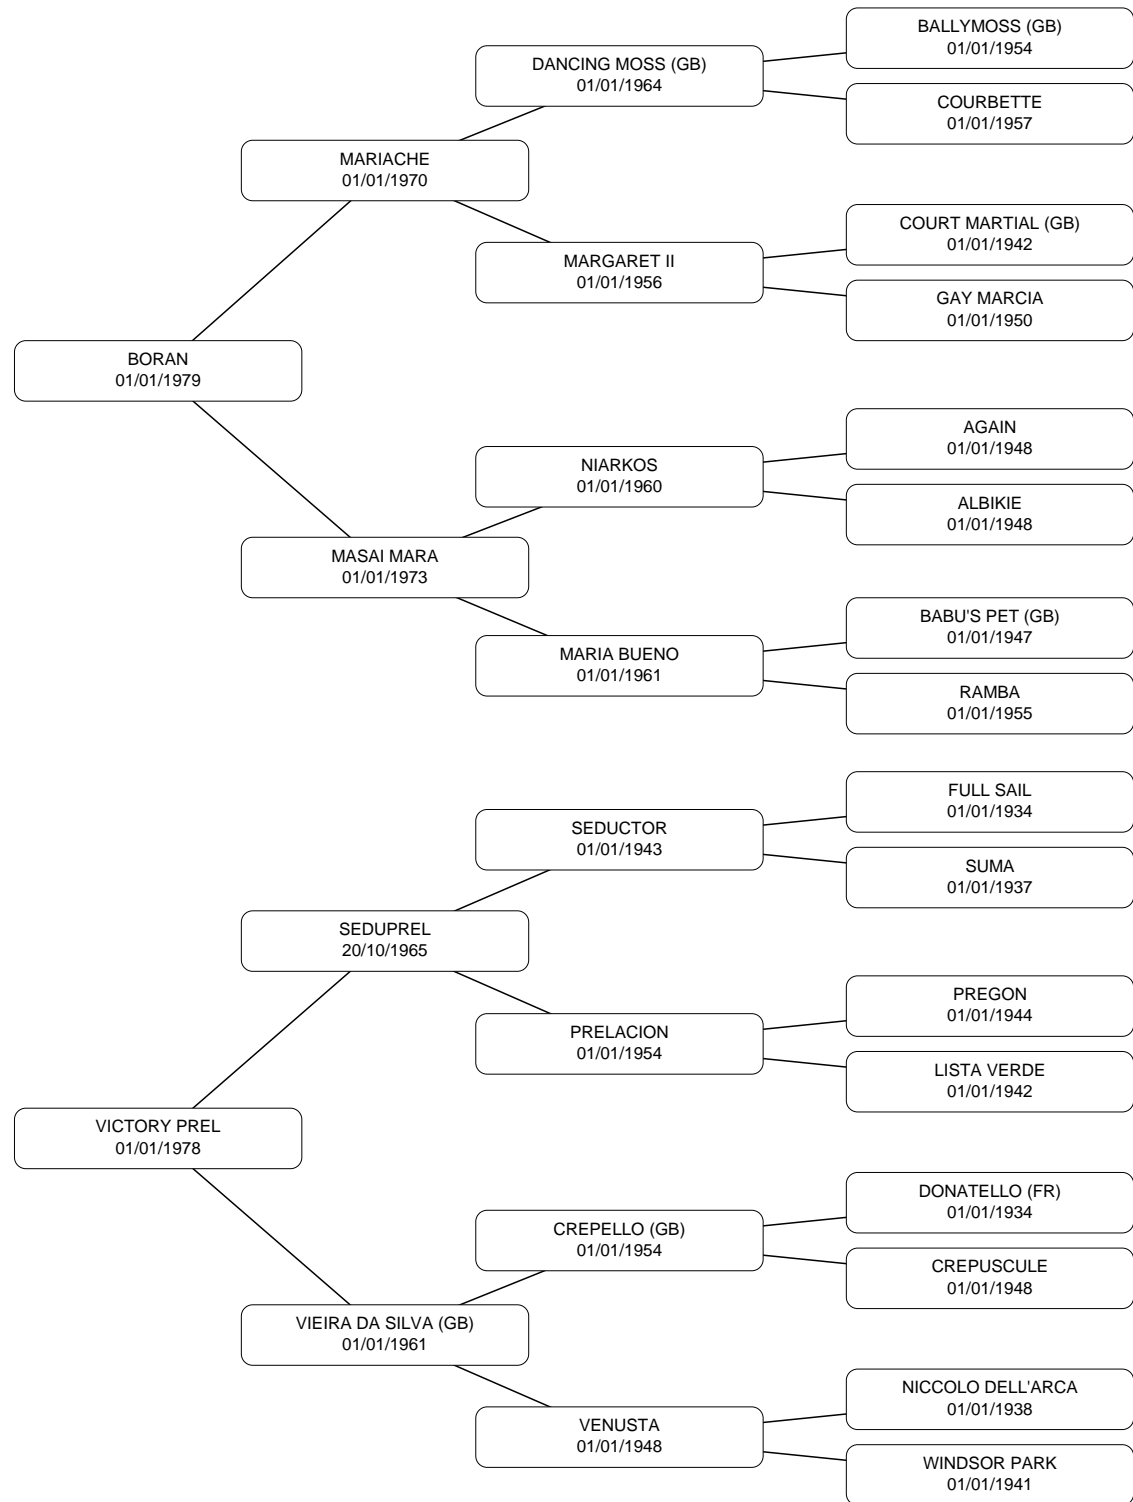 BALLYMOSS (GB)
01/01/1954
DANCING MOSS (GB)
01/01/1964
COURBETTE
01/01/1957
MARIACHE
01/01/1970
COURT MARTIAL (GB)
01/01/1942
MARGARET II
01/01/1956
GAY MARCIA
01/01/1950
BORAN
01/01/1979
AGAIN
01/01/1948
NIARKOS
01/01/1960
ALBIKIE
01/01/1948
MASAI MARA
01/01/1973
BABU'S PET (GB)
01/01/1947
MARIA BUENO
01/01/1961
RAMBA
01/01/1955
FULL SAIL
01/01/1934
SEDUCTOR
01/01/1943
SUMA
01/01/1937
SEDUPREL
20/10/1965
PREGON
01/01/1944
PRELACION
01/01/1954
LISTA VERDE
01/01/1942
VICTORY PREL
01/01/1978
DONATELLO (FR)
01/01/1934
CREPELLO (GB)
01/01/1954
CREPUSCULE
01/01/1948
VIEIRA DA SILVA (GB)
01/01/1961
NICCOLO DELL'ARCA
01/01/1938
VENUSTA
01/01/1948
WINDSOR PARK
01/01/1941